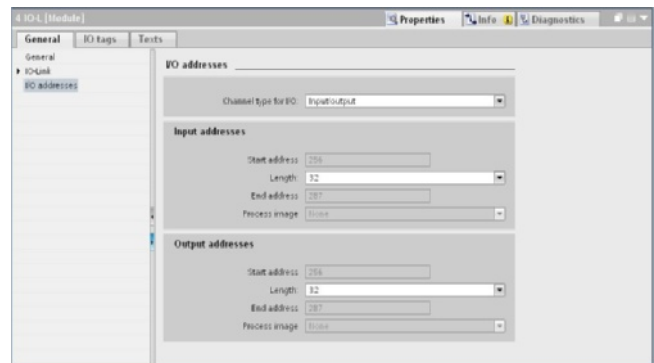 4 IO-L [Module]
Properties Info Diagnostics
General IO tags Texts
General
IO-Link
I/O addresses
I/O addresses
Channel type for I/O: Input/output
Input addresses
Start address 256
Length: 32
End address 287
Process image None
Output addresses
Start address 256
Length: 32
End address 287
Process image None